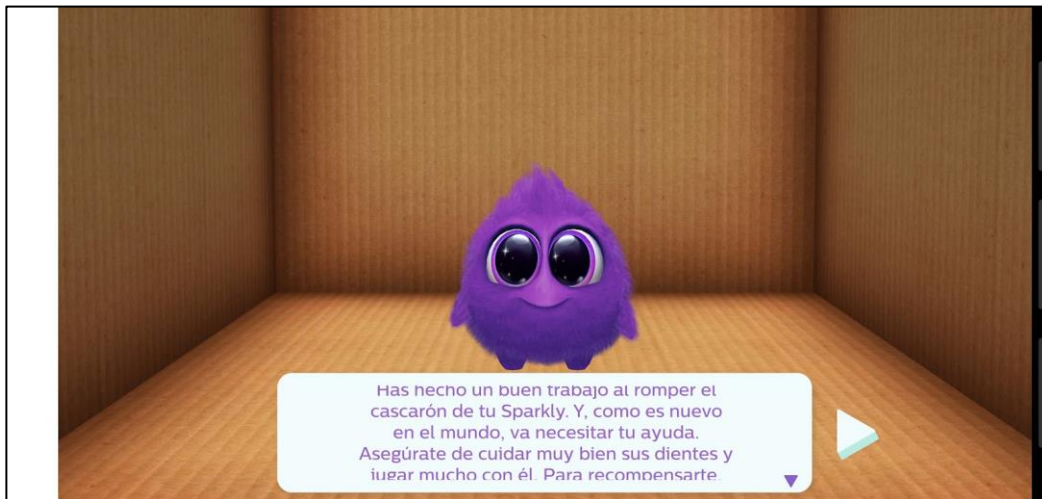 Has hecho un buen trabajo al romper el
cascarón de tu Sparkly. Y, como es nuevo
en el mundo, va necesitar tu ayuda.
Asegúrate de cuidar muy bien sus dientes y
jugar mucho con él. Para recompensarte,